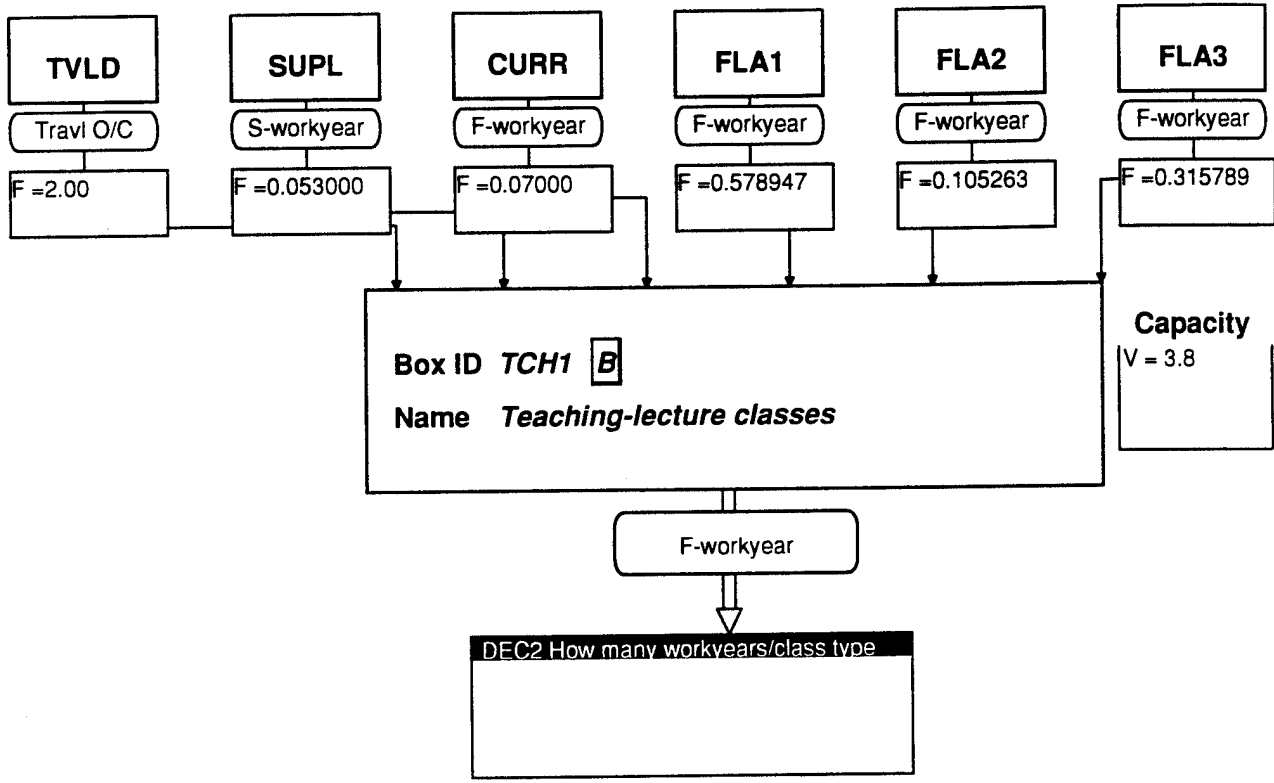 TVLD
SUPL
CURR
FLA1
FLA2
FLA3
Travl O/C
S-workyear
F-workyear
F-workyear
F-workyear
F-workyear
F =2.00
F =0.053000
F =0.07000
F =0.578947
F =0.105263
F =0.315789
Box ID TCH1 B
Name Teaching-lecture classes
Capacity
V = 3.8
F-workyear
DEC2 How many workyears/class type